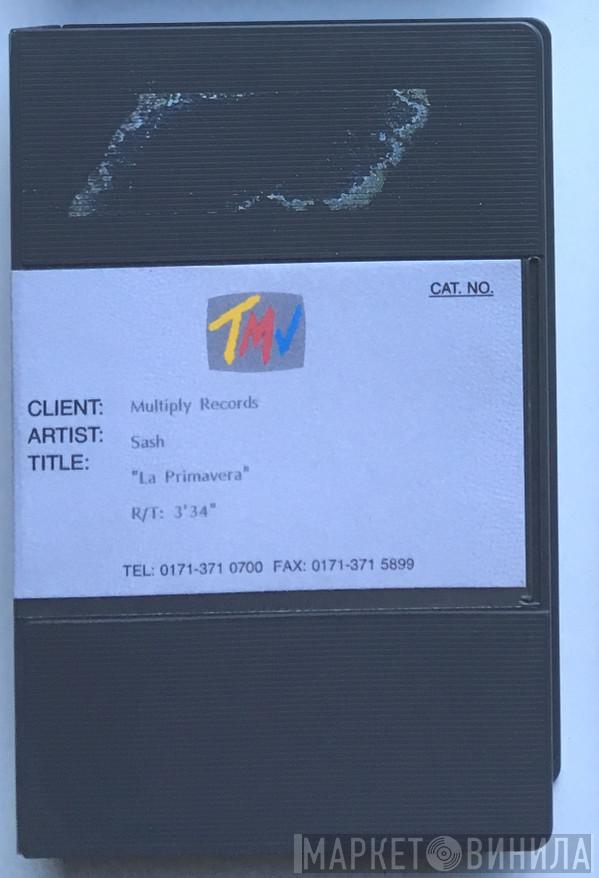 CAT. NO.
TMV
CLIENT: Multiply Records
ARTIST: Sash
TITLE: "La Primavera"
R/T: 3'34"
TEL: 0171-371 0700 FAX: 0171-371 5899
МАРКЕТ ВИНИЛА